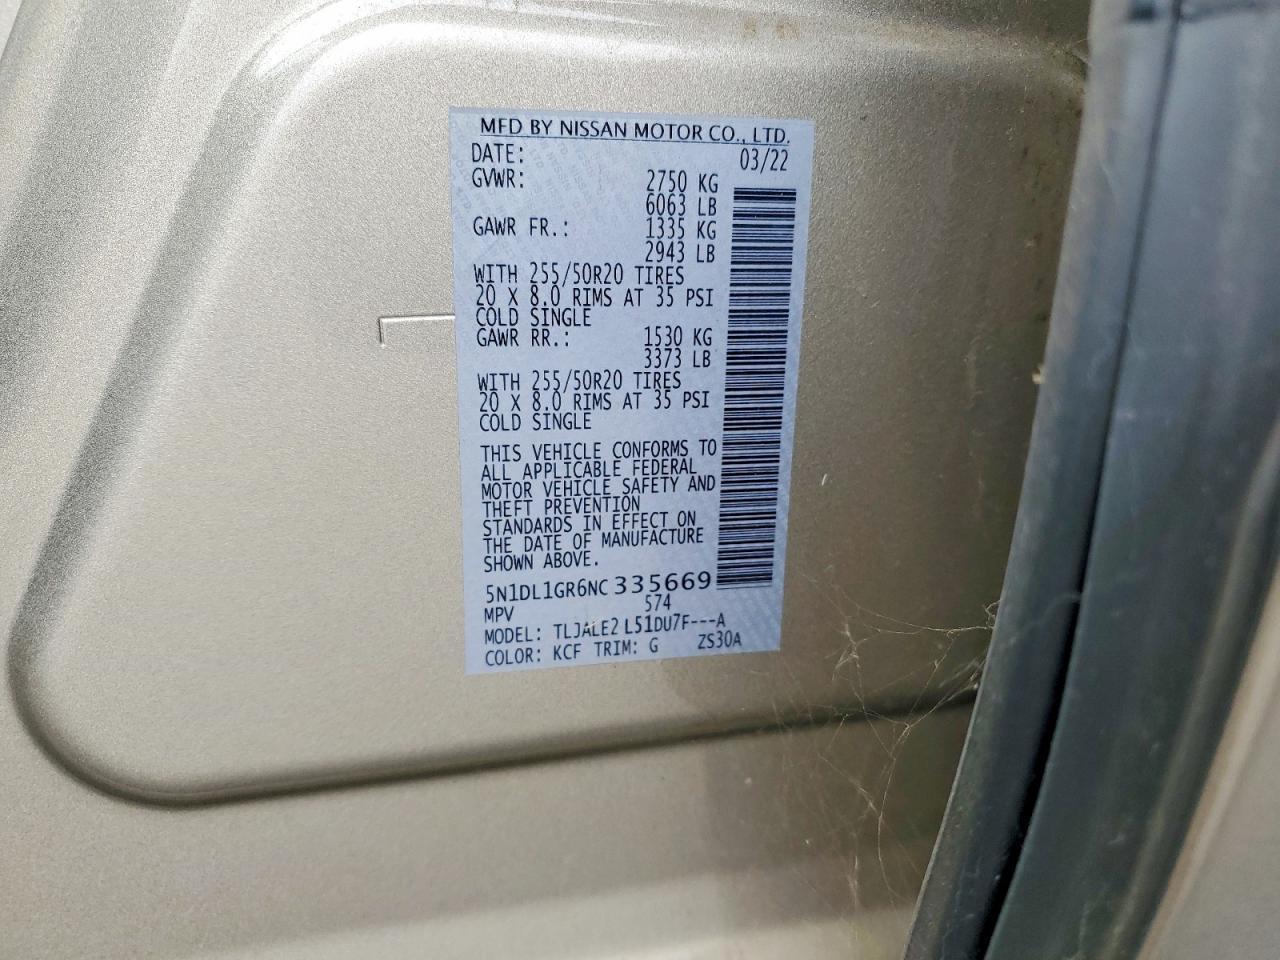 MFD BY NISSAN MOTOR CO., LTD.
DATE: 03/22
GVWR: 2750 KG
6063 LB
GAWR FR.: 1335 KG
2943 LB
WITH 255/50R20 TIRES
20 X 8.0 RIMS AT 35 PSI
COLD SINGLE
GAWR RR.: 1530 KG
3373 LB
WITH 255/50R20 TIRES
20 X 8.0 RIMS AT 35 PSI
COLD SINGLE
THIS VEHICLE CONFORMS TO
ALL APPLICABLE FEDERAL
MOTOR VEHICLE SAFETY AND
THEFT PREVENTION
STANDARDS IN EFFECT ON
THE DATE OF MANUFACTURE
SHOWN ABOVE.
5N1DL1GR6NC335669
MPV 574
MODEL: TLJALE2 L51DU7F---A
COLOR: KCF TRIM: G ZS30A